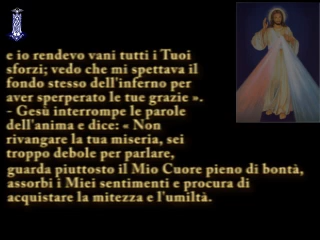 e io rendevo vani tutti i Tuoi
sforzi; vedo che mi spettava il
fondo stesso dell'inferno per
aver sperperato le tue grazie ».
- Gesù interrompe le parole
dell'anima e dice: « Non
rivangare la tua miseria, sei
troppo debole per parlare,
guarda piuttosto il Mio Cuore pieno di bontà,
assorbi i Miei sentimenti e procura di
acquistare la mitezza e l'umiltà.